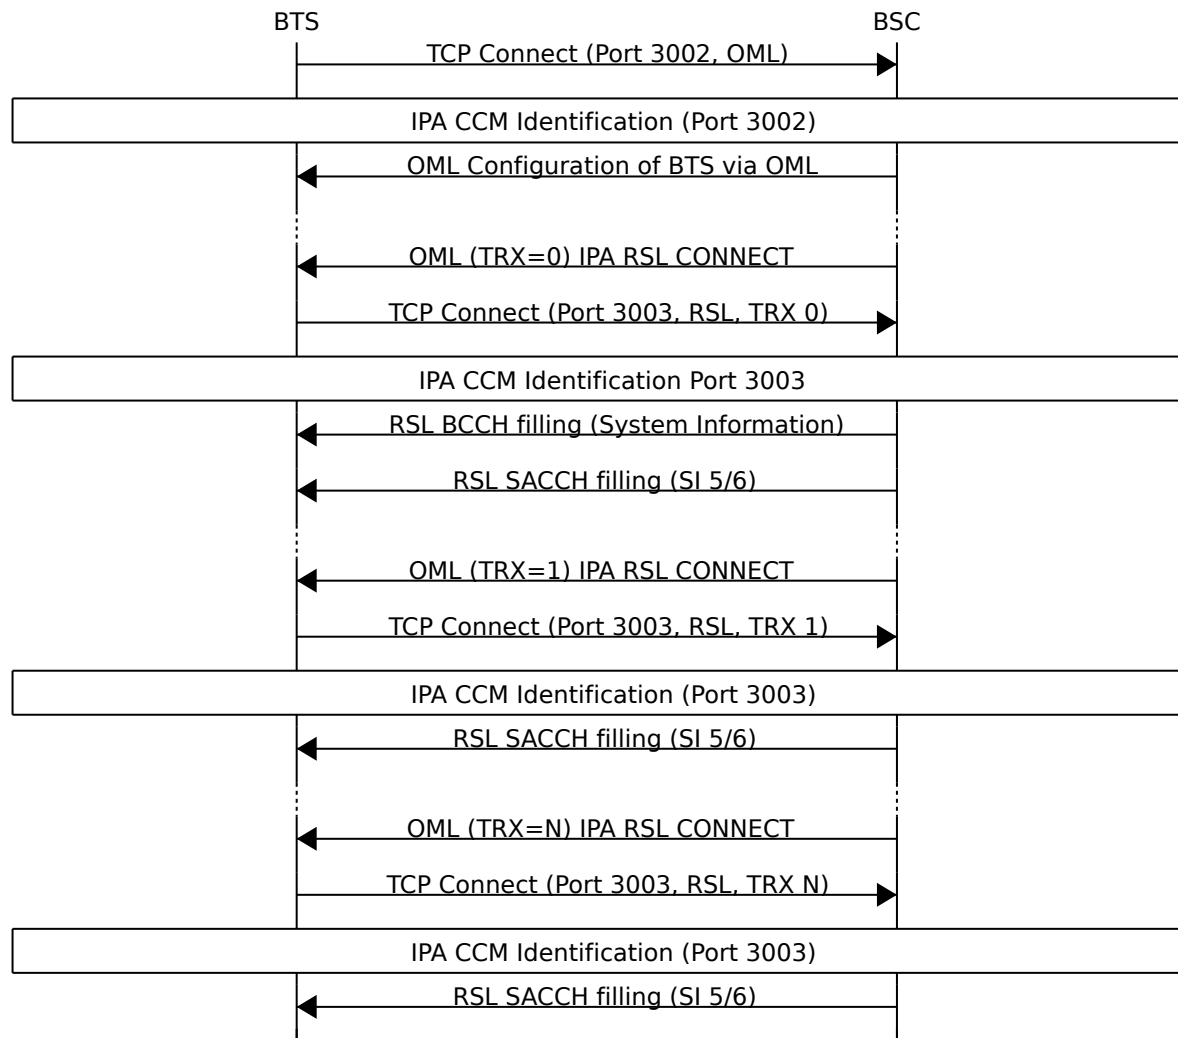 BTS BSC
TCP Connect (Port 3002, OML)
IPA CCM Identification (Port 3002)
OML Configuration of BTS via OML
OML (TRX=0) IPA RSL CONNECT
TCP Connect (Port 3003, RSL, TRX 0)
IPA CCM Identification Port 3003
RSL BCCH filling (System Information)
RSL SACCH filling (SI 5/6)
OML (TRX=1) IPA RSL CONNECT
TCP Connect (Port 3003, RSL, TRX 1)
IPA CCM Identification (Port 3003)
RSL SACCH filling (SI 5/6)
OML (TRX=N) IPA RSL CONNECT
TCP Connect (Port 3003, RSL, TRX N)
IPA CCM Identification (Port 3003)
RSL SACCH filling (SI 5/6)